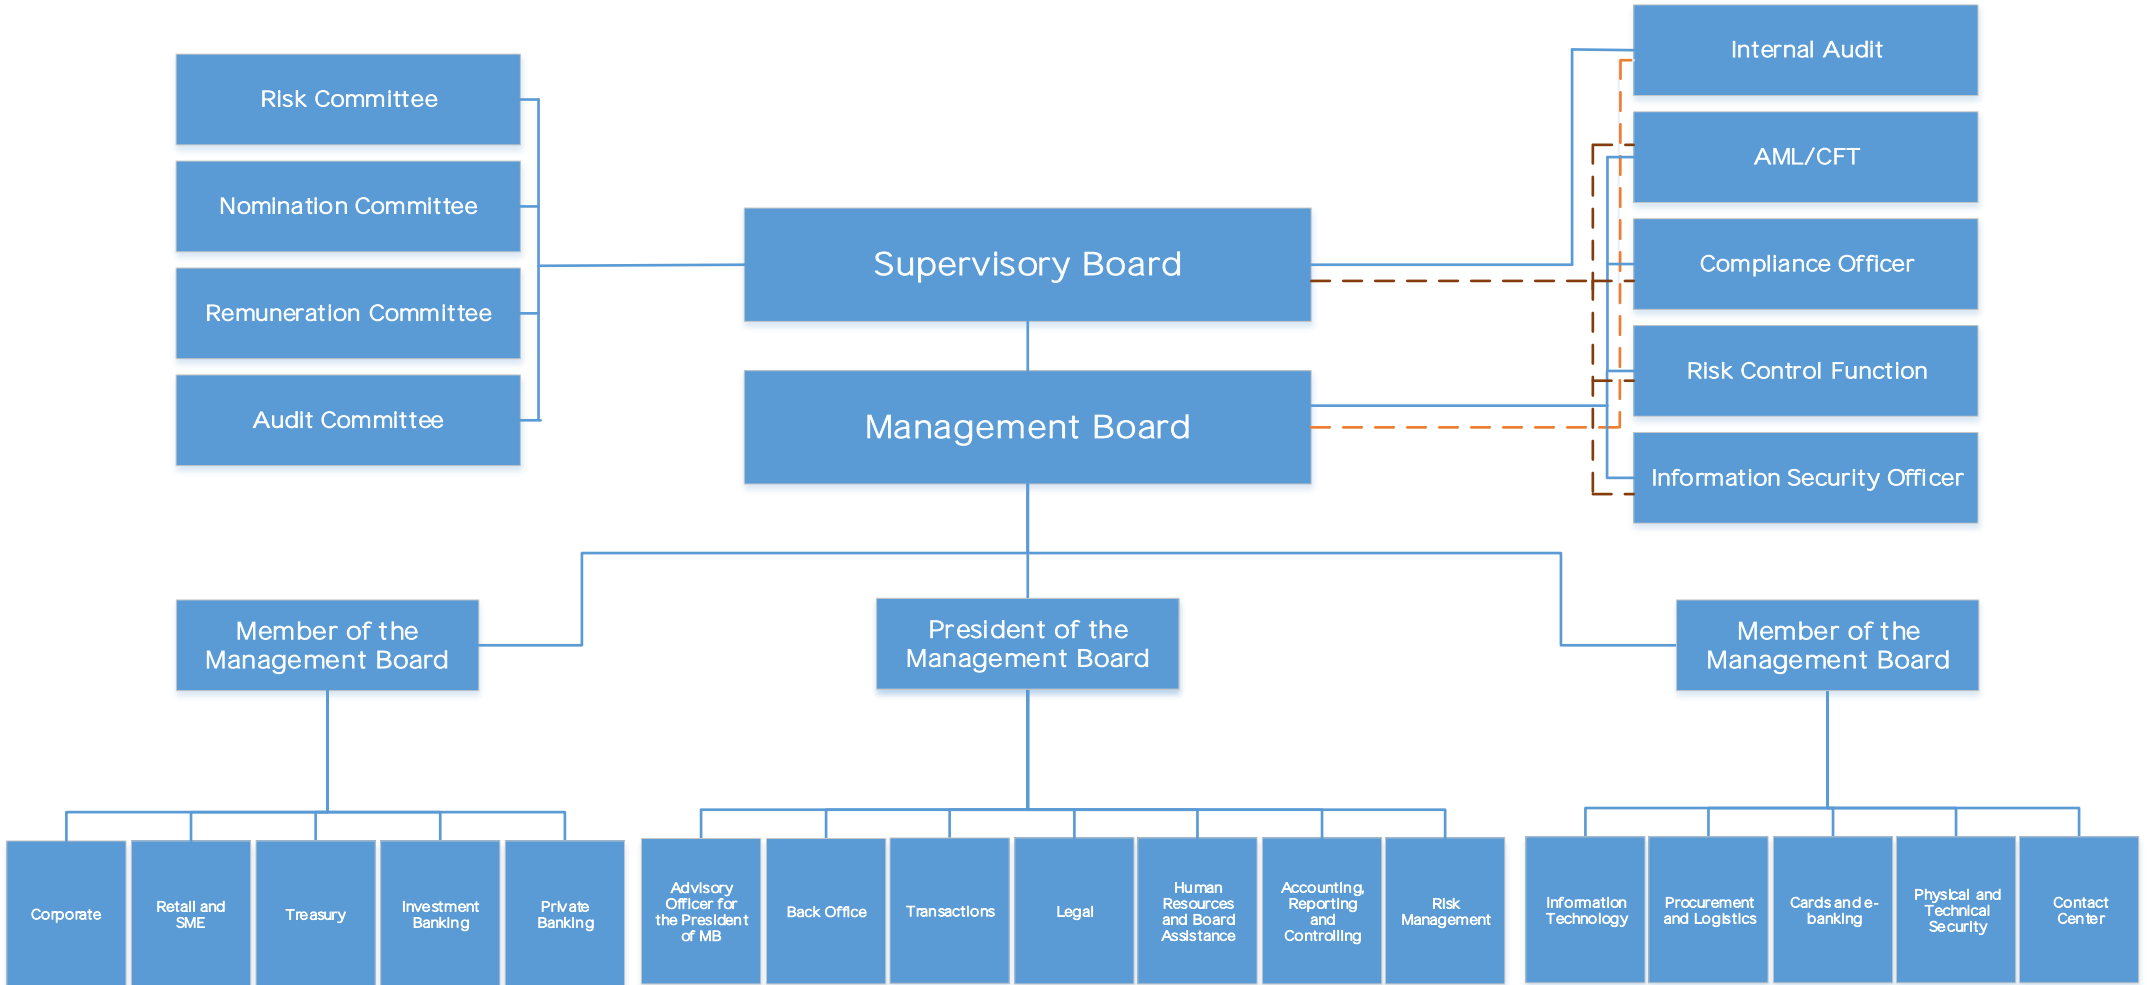 Internal Audit
Risk Committee
AML/CFT
Nomination Committee
Supervisory Board
Compliance Officer
Remuneration Committee
Risk Control Function
Management Board
Audit Committee
Information Security Officer
Member of the
Management Board
President of the
Management Board
Member of the
Management Board
Corporate
Retail and
SME
Treasury
Investment
Banking
Private
Banking
Advisory
Officer for
the President
of MB
Back Office
Transactions
Legal
Human
Resources
and Board
Assistance
Accounting,
Reporting
and
Controlling
Risk
Management
Information
Technology
Procurement
and Logistics
Cards and e-
banking
Physical and
Technical
Security
Contact
Center